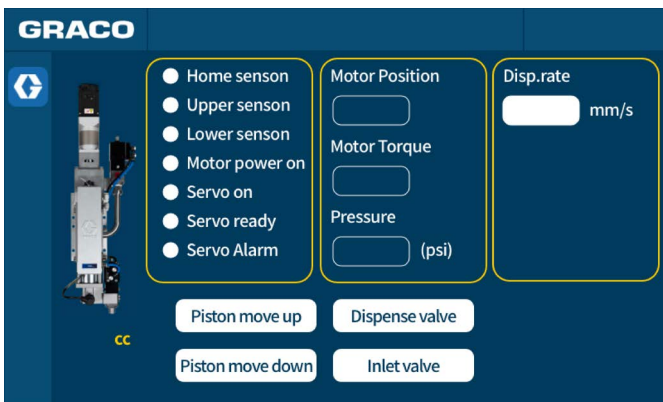 GRACO
Home senson
Upper senson
Lower senson
Motor power on
Servo on
Servo ready
Servo Alarm
Motor Position
Motor Torque
Pressure
(psi)
Disp.rate
mm/s
CC
Piston move up
Dispense valve
Piston move down
Inlet valve